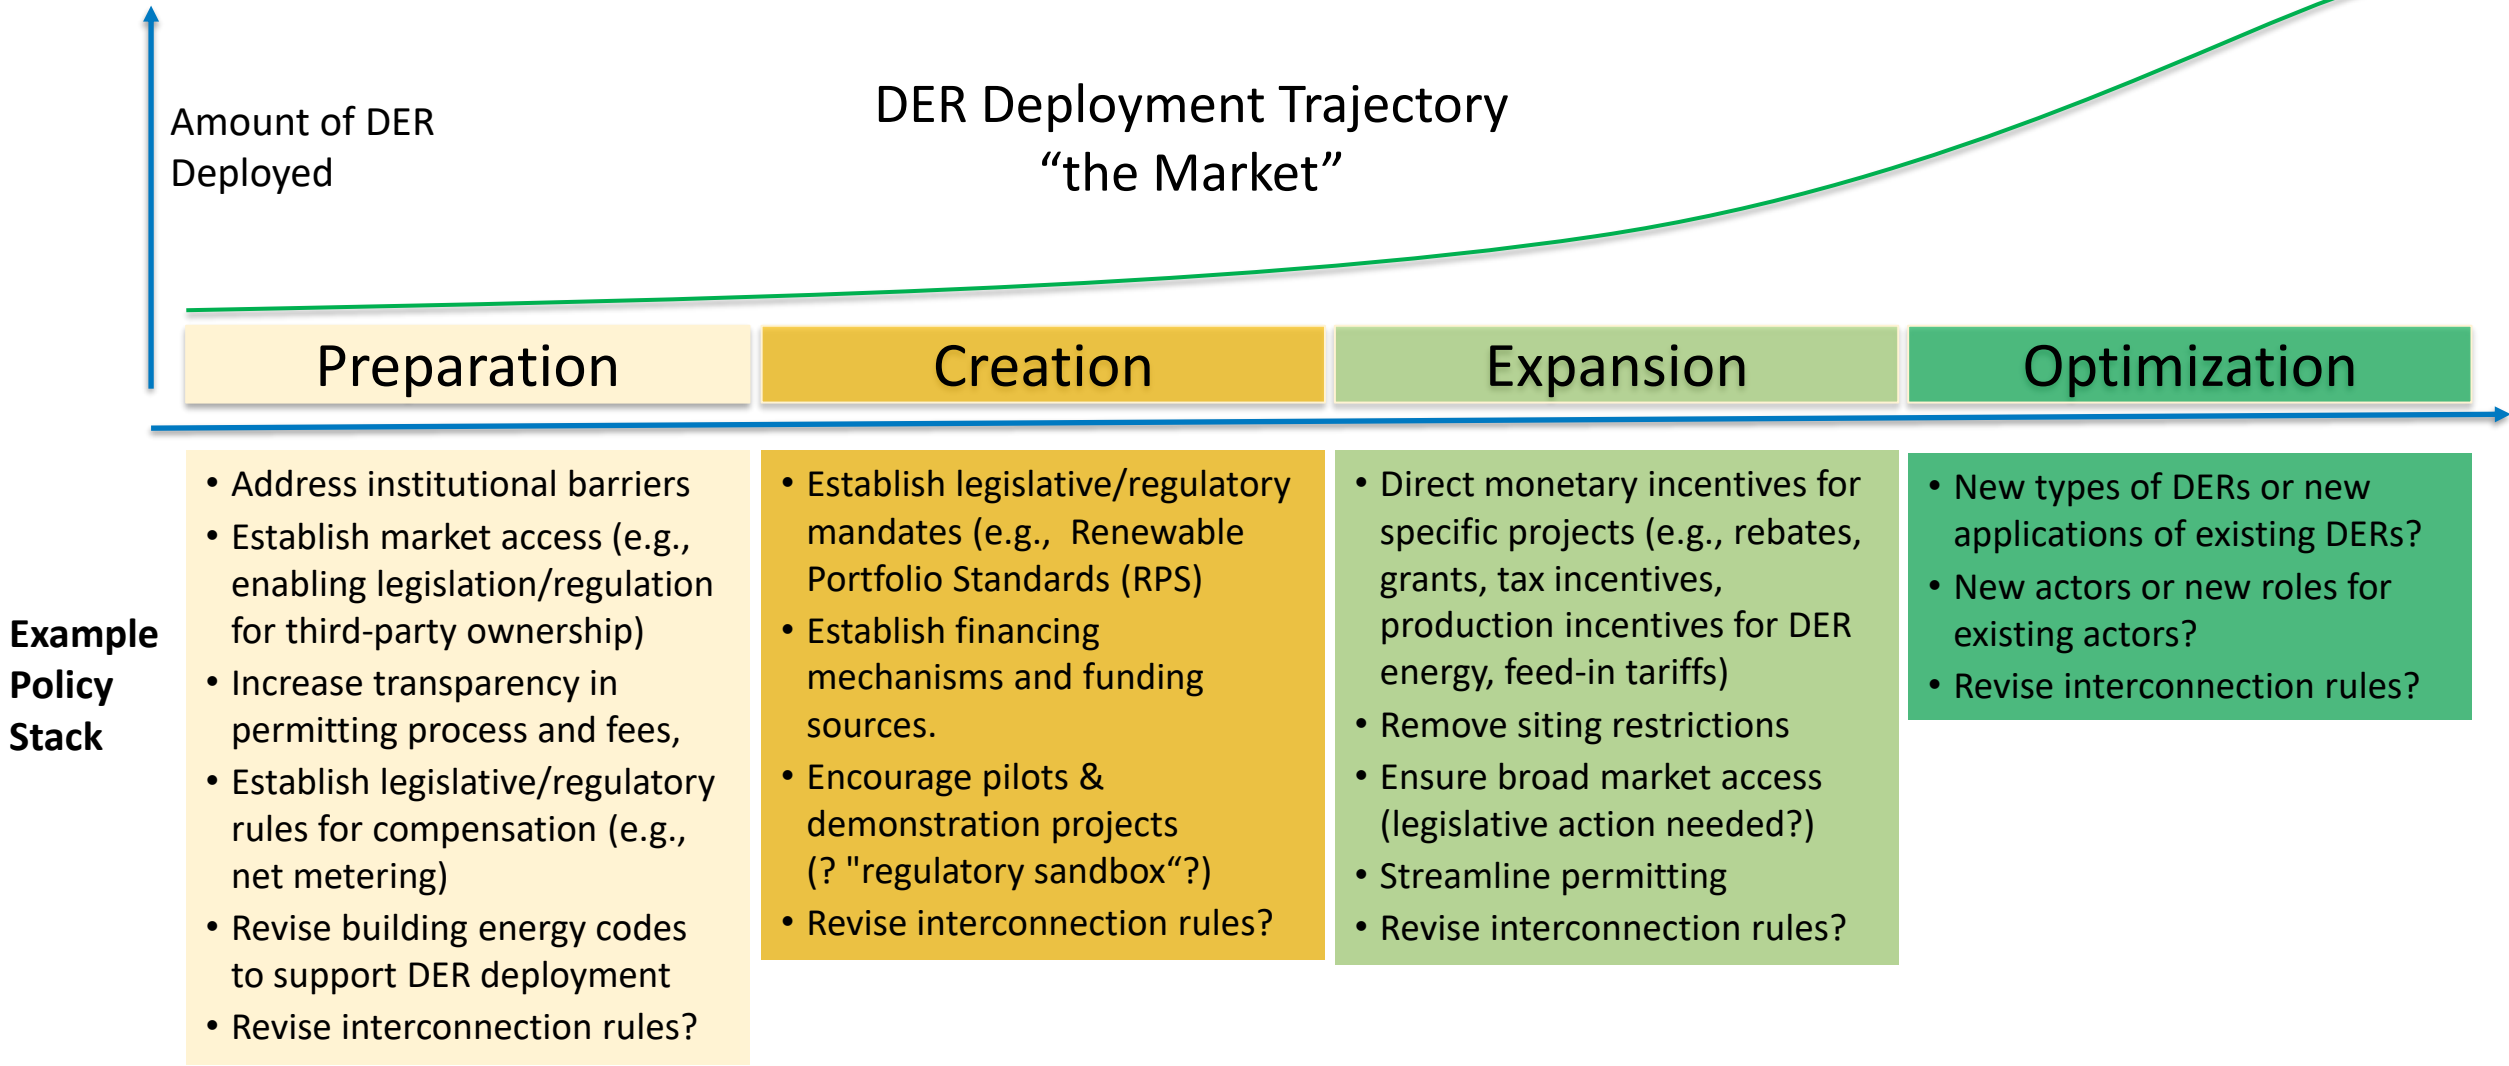 Amount of DER
Deployed
DER Deployment Trajectory
“the Market”
Preparation
Creation
Expansion
Optimization
Example
Policy
Stack
• Address institutional barriers
• Establish market access (e.g.,
enabling legislation/regulation
for third-party ownership)
• Increase transparency in
permitting process and fees,
• Establish legislative/regulatory
rules for compensation (e.g.,
net metering)
• Revise building energy codes
to support DER deployment
• Revise interconnection rules?
• Establish legislative/regulatory
mandates (e.g.,  Renewable
Portfolio Standards (RPS)
• Establish financing
mechanisms and funding
sources.
• Encourage pilots &
demonstration projects
(? "regulatory sandbox“?)
• Revise interconnection rules?
• Direct monetary incentives for
specific projects (e.g., rebates,
grants, tax incentives,
production incentives for DER
energy, feed-in tariffs)
• Remove siting restrictions
• Ensure broad market access
(legislative action needed?)
• Streamline permitting
• Revise interconnection rules?
• New types of DERs or new
applications of existing DERs?
• New actors or new roles for
existing actors?
• Revise interconnection rules?